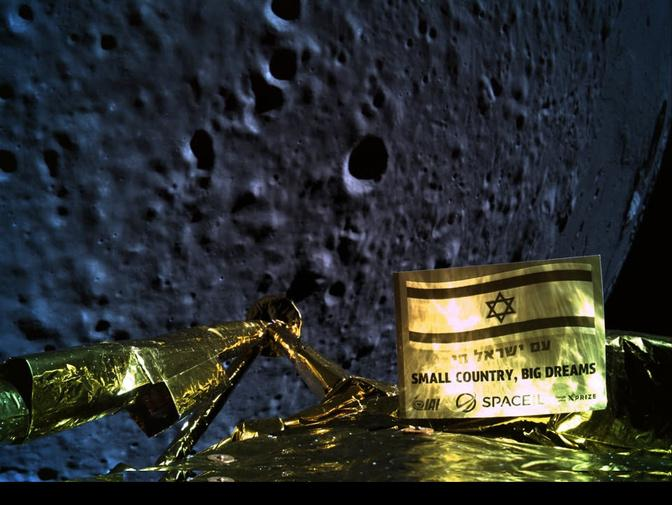 עם ישראל חי
SMALL COUNTRY, BIG DREAMS
IAI SPACEIL XPRIZE